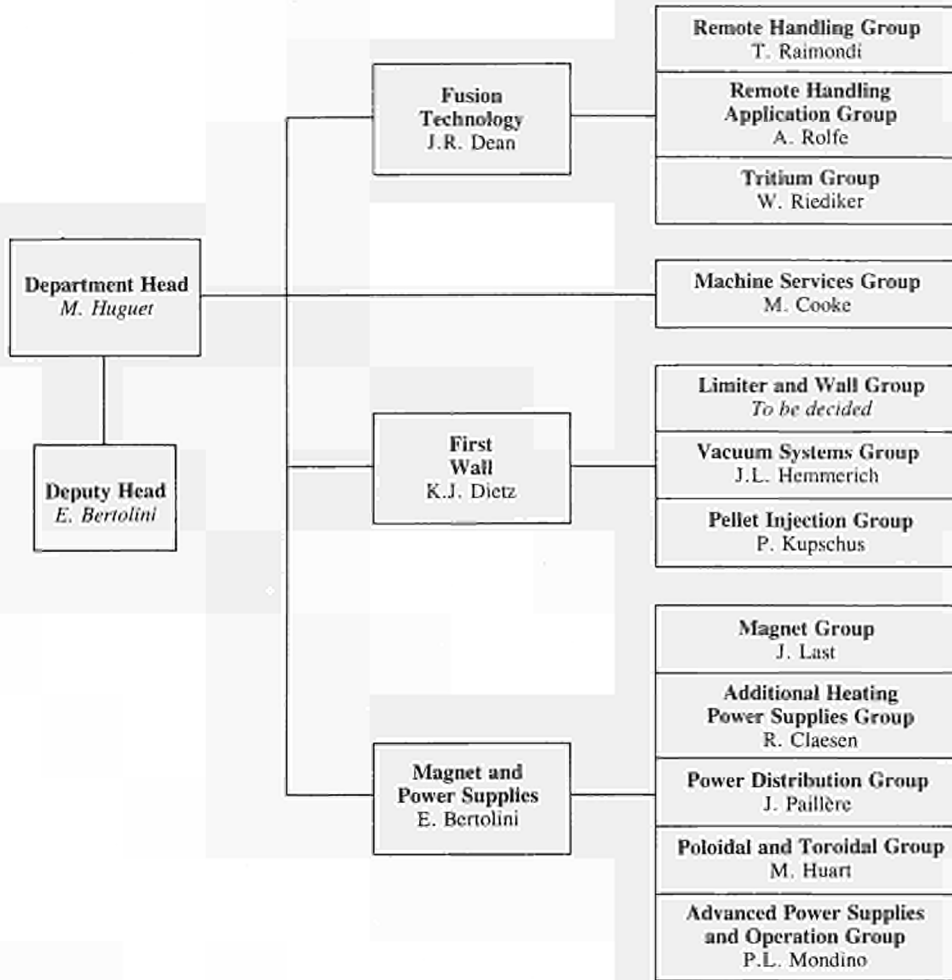 Department Head
M. Huguet
Deputy Head
E. Bertolini
Fusion
Technology
J.R. Dean
Remote Handling Group
T. Raimondi
Remote Handling
Application Group
A. Rolfe
Tritium Group
W. Riediker
Machine Services Group
M. Cooke
First
Wall
K.J. Dietz
Limiter and Wall Group
To be decided
Vacuum Systems Group
J.L. Hemmerich
Pellet Injection Group
P. Kupschus
Magnet and
Power Supplies
E. Bertolini
Magnet Group
J. Last
Additional Heating
Power Supplies Group
R. Claesen
Power Distribution Group
J. Paillère
Poloidal and Toroidal Group
M. Huart
Advanced Power Supplies
and Operation Group
P.L. Mondino